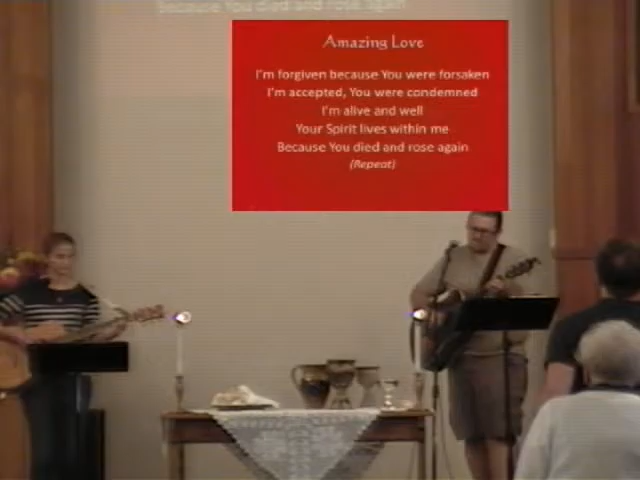 because You died and rose again
Amazing Love
I'm forgiven because You were forsaken
I'm accepted, You were condemned
I'm alive and well
Your Spirit lives within me
Because You died and rose again
(Repeat)